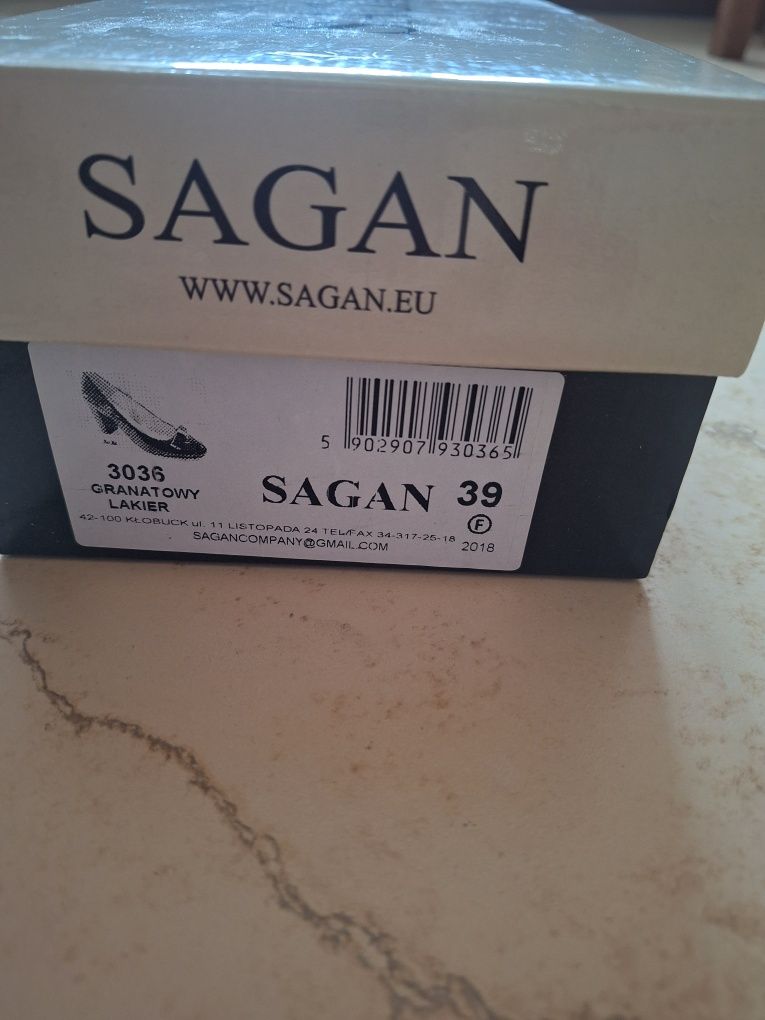 SAGAN
WWW.SAGAN.EU
5 902907 930365
3036
GRANATOWY
LAKIER
SAGAN 39
F
42-100 KŁOBUCK ul. 11 LISTOPADA 24 TEL/FAX 34-317-25-18
SAGANCOMPANY@GMAIL.COM 2018